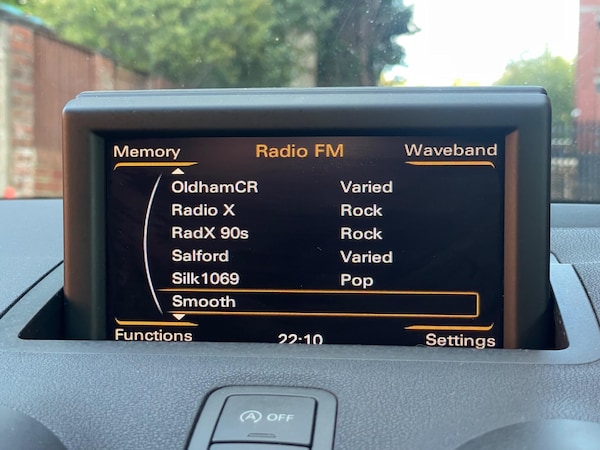 Memory Radio FM Waveband
OldhamCR Varied
Radio X Rock
RadX 90s Rock
Salford Varied
Silk1069 Pop
Smooth
Functions 22:10 Settings
A OFF